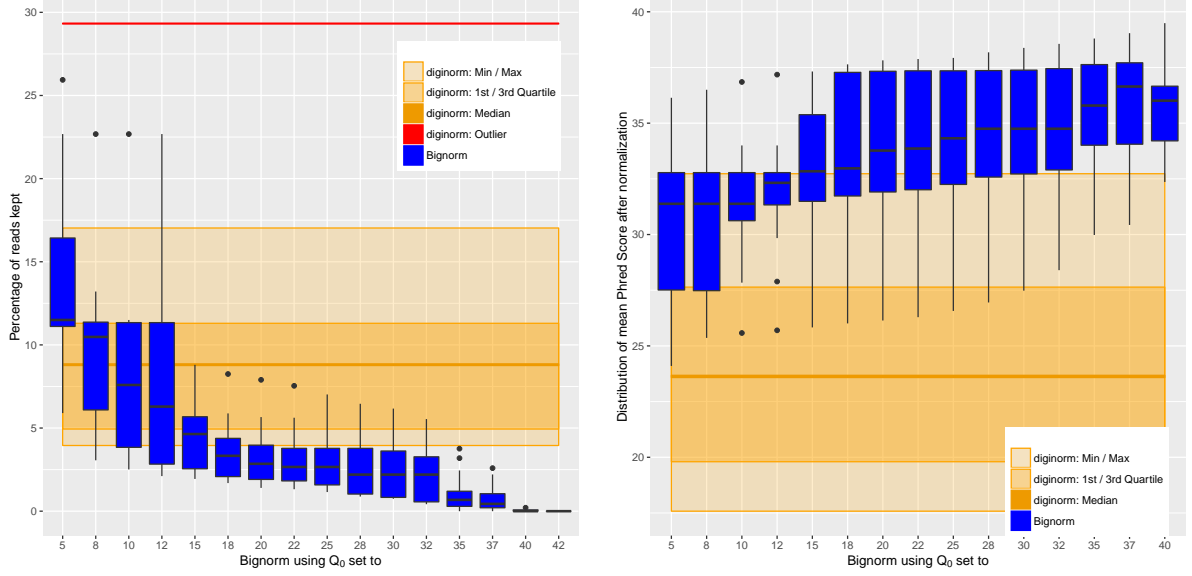 30
25
20
15
10
5
0
Percentage of reads kept
diginorm: Min / Max
diginorm: 1st / 3rd Quartile
diginorm: Median
diginorm: Outlier
Bignorm
5 8 10 12 15 18 20 22 25 28 30 32 35 37 40 42
Bignorm using Q₀ set to
40
35
30
25
20
Distribution of mean Phred Score after normalization
diginorm: Min / Max
diginorm: 1st / 3rd Quartile
diginorm: Median
Bignorm
5 8 10 12 15 18 20 22 25 28 30 32 35 37 40
Bignorm using Q₀ set to